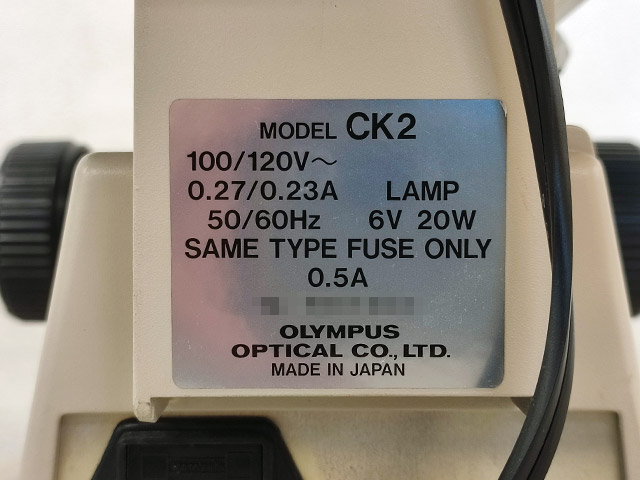 MODEL CK2
100/120V~
0.27/0.23A LAMP
50/60Hz 6V 20W
SAME TYPE FUSE ONLY
0.5A
OLYMPUS
OPTICAL CO., LTD.
MADE IN JAPAN